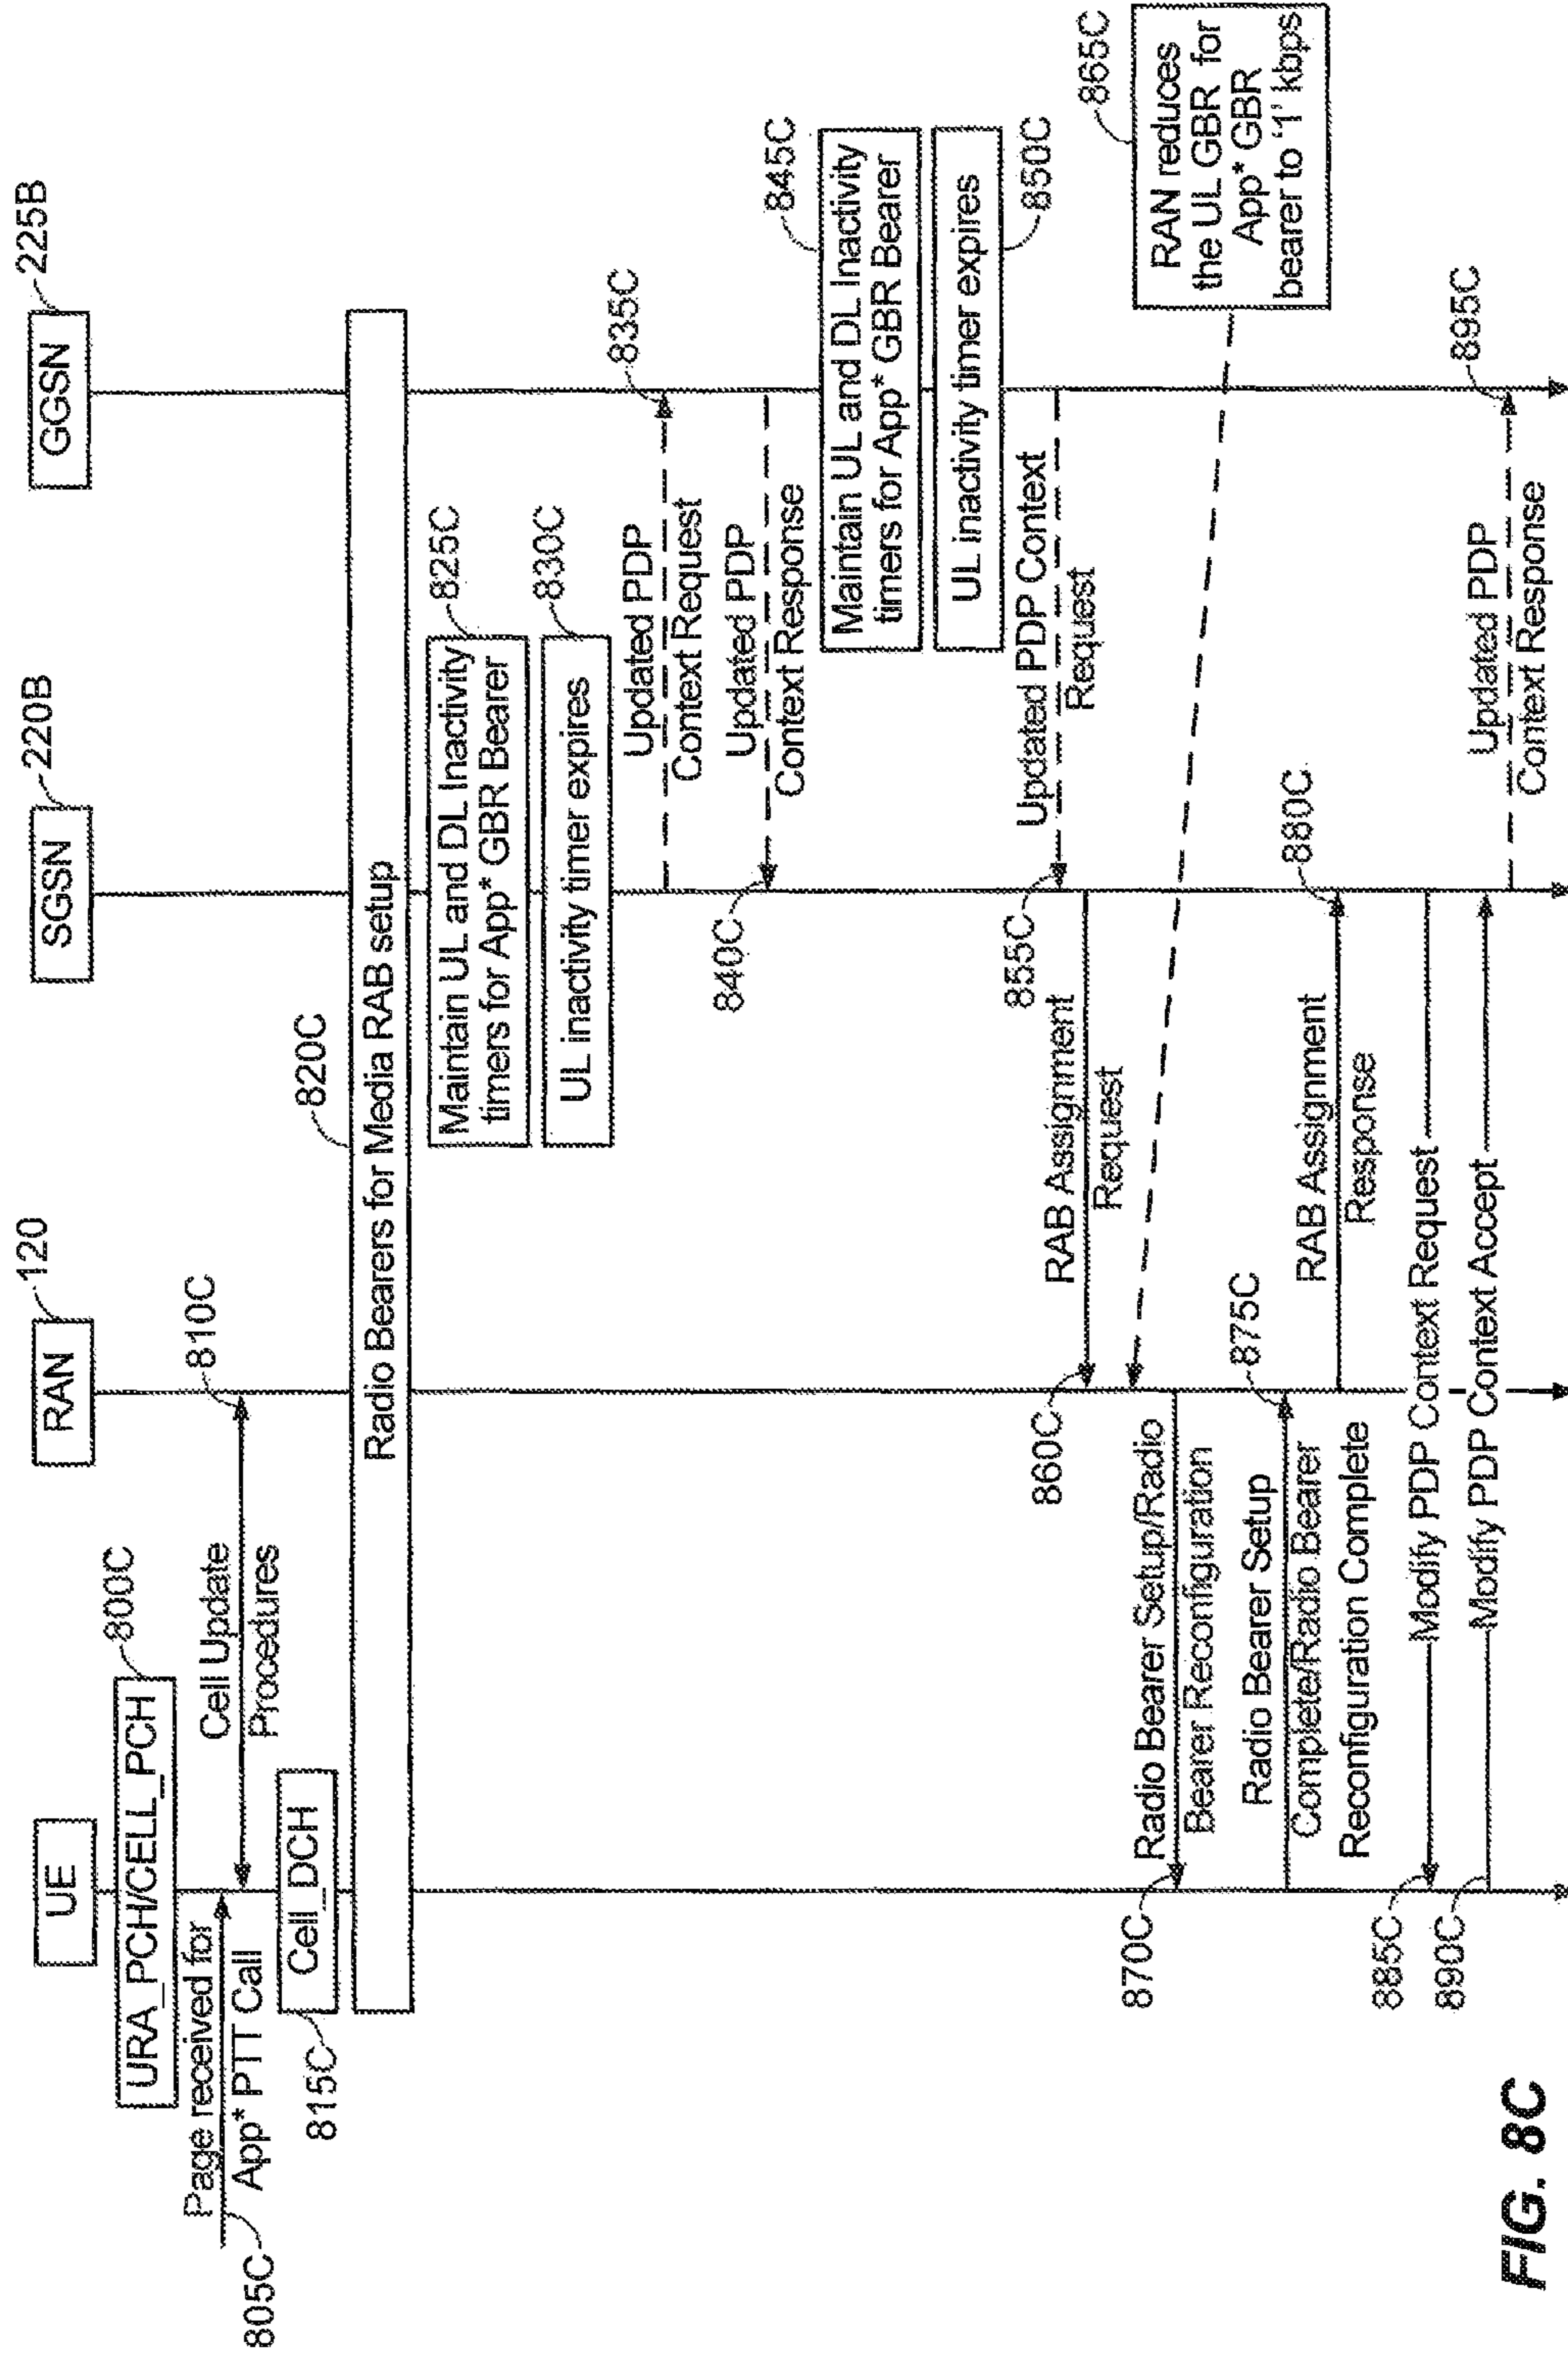 UE
RAN
120
SGSN
220B
GGSN
225B
URA_PCH/CELL_PCH
800C
Page received for
App* PTT Call
805C
Cell Update
Procedures
810C
Cell_DCH
815C
820C
Radio Bearers for Media RAB setup
Maintain UL and DL Inactivity
timers for App* GBR Bearer
825C
UL inactivity timer expires
830C
Updated PDP
Context Request
835C
Updated PDP
Context Response
840C
Maintain UL and DL Inactivity
timers for App* GBR Bearer
845C
UL inactivity timer expires
850C
Updated PDP Context
Request
855C
RAB Assignment
Request
860C
865C
RAN reduces
the UL GBR for
App* GBR
bearer to '1' kbps
Radio Bearer Setup/Radio
Bearer Reconfiguration
870C
Radio Bearer Setup
Complete/Radio Bearer
Reconfiguration Complete
875C
RAB Assignment
Response
880C
Modify PDP Context Request
885C
Modify PDP Context Accept
890C
Updated PDP
Context Response
895C
FIG. 8C